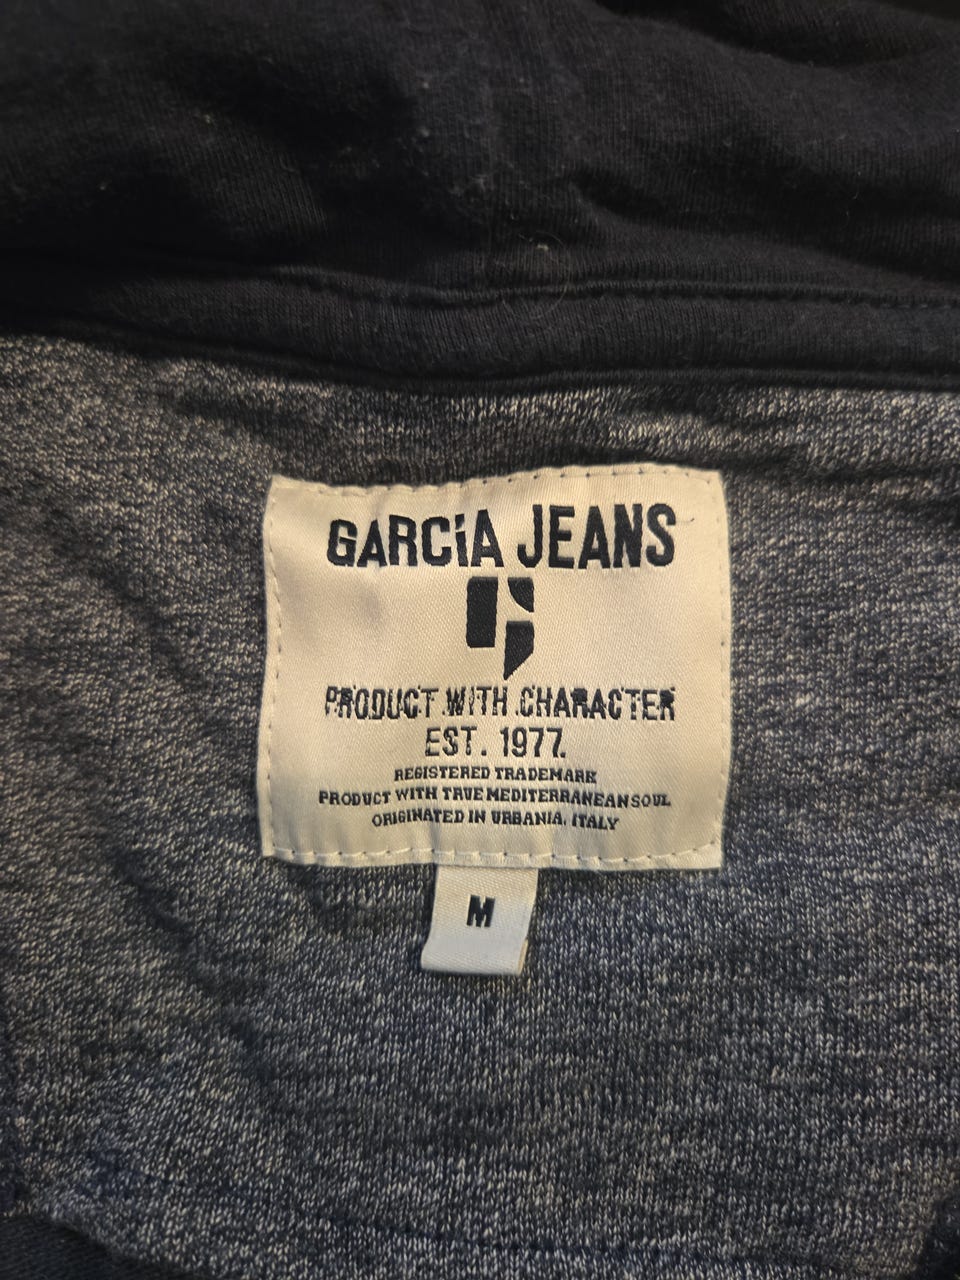 GARCiA JEANS
PRODUCT WITH CHARACTER
EST. 1977.
REGISTERED TRADEMARK
PRODUCT WITH TRUE MEDITERRANEAN SOUL
ORIGINATED IN URBANIA, ITALY
M